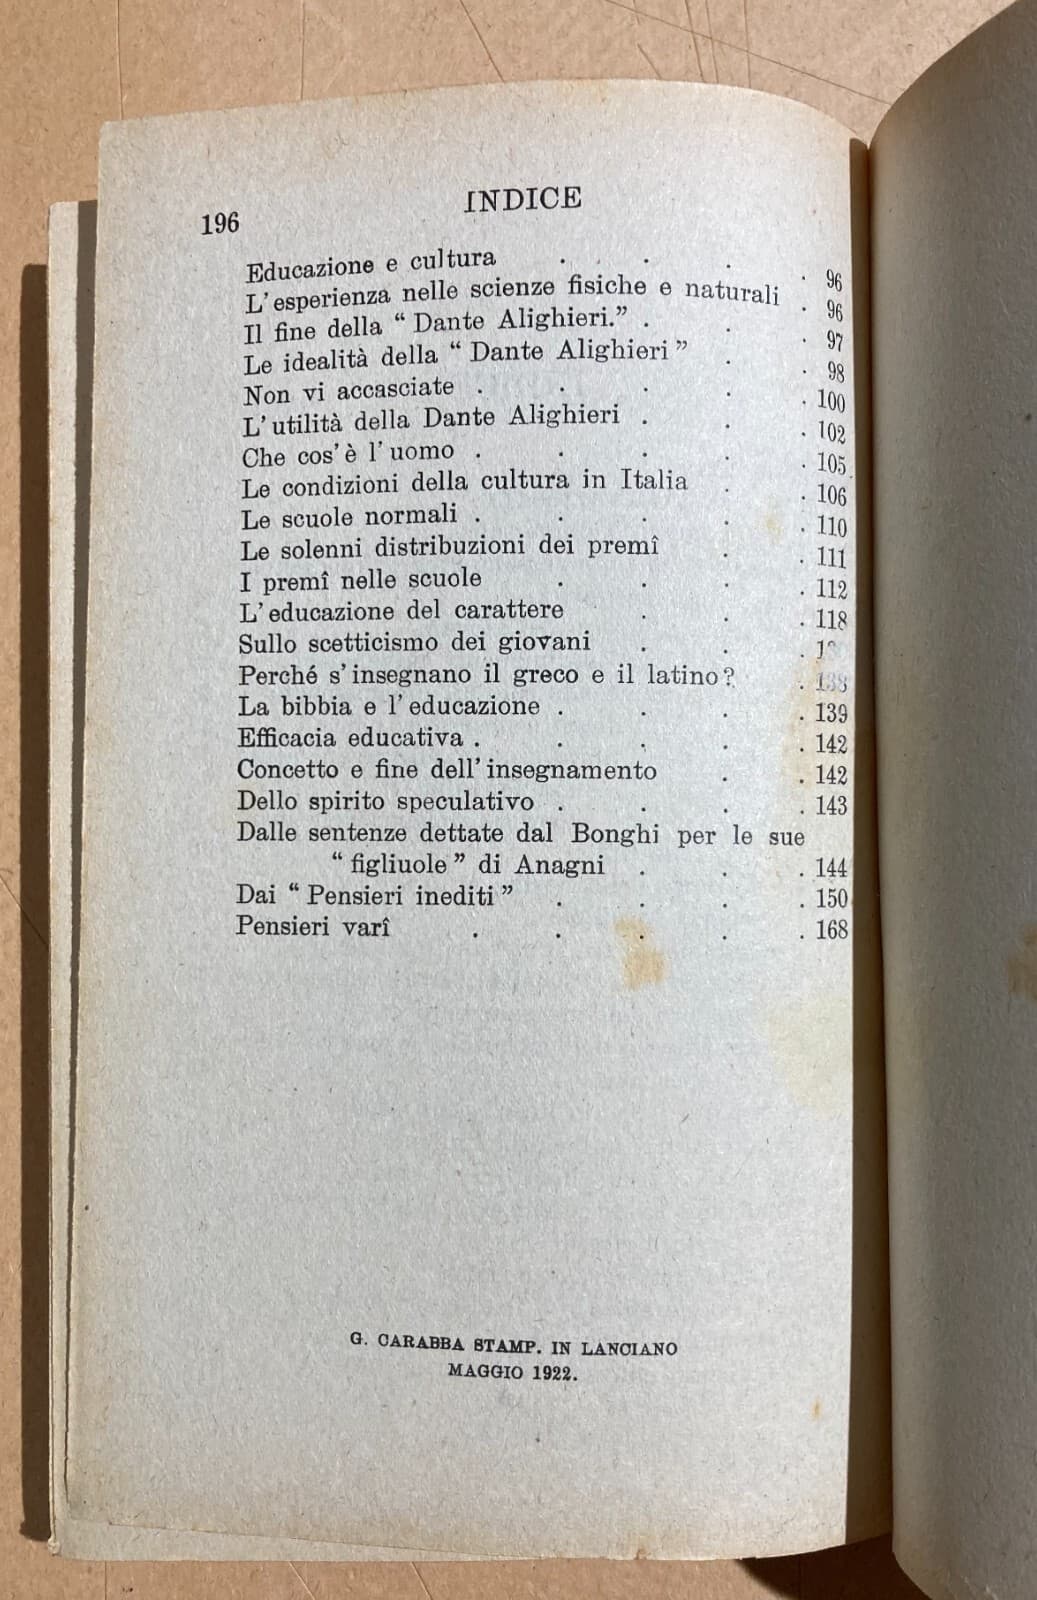 196
INDICE
Educazione e cultura . . . . 96
L'esperienza nelle scienze fisiche e naturali . 96
Il fine della “ Dante Alighieri.” . . . 97
Le idealità della “ Dante Alighieri ” . . 98
Non vi accasciate . . . . . 100
L'utilità della Dante Alighieri . . . 102
Che cos'è l'uomo . . . . . 105
Le condizioni della cultura in Italia . . 106
Le scuole normali . . . . . 110
Le solenni distribuzioni dei premî . . 111
I premî nelle scuole . . . . 112
L'educazione del carattere . . . 118
Sullo scetticismo dei giovani . . .
Perché s'insegnano il greco e il latino? . 138
La bibbia e l'educazione . . . . 139
Efficacia educativa . . . . . 142
Concetto e fine dell'insegnamento . . 142
Dello spirito speculativo . . . . 143
Dalle sentenze dettate dal Bonghi per le sue
“ figliuole ” di Anagni . . . 144
Dai “ Pensieri inediti ” . . . . 150
Pensieri varî . . . . . 168
G. CARABBA STAMP. IN LANCIANO
MAGGIO 1922.